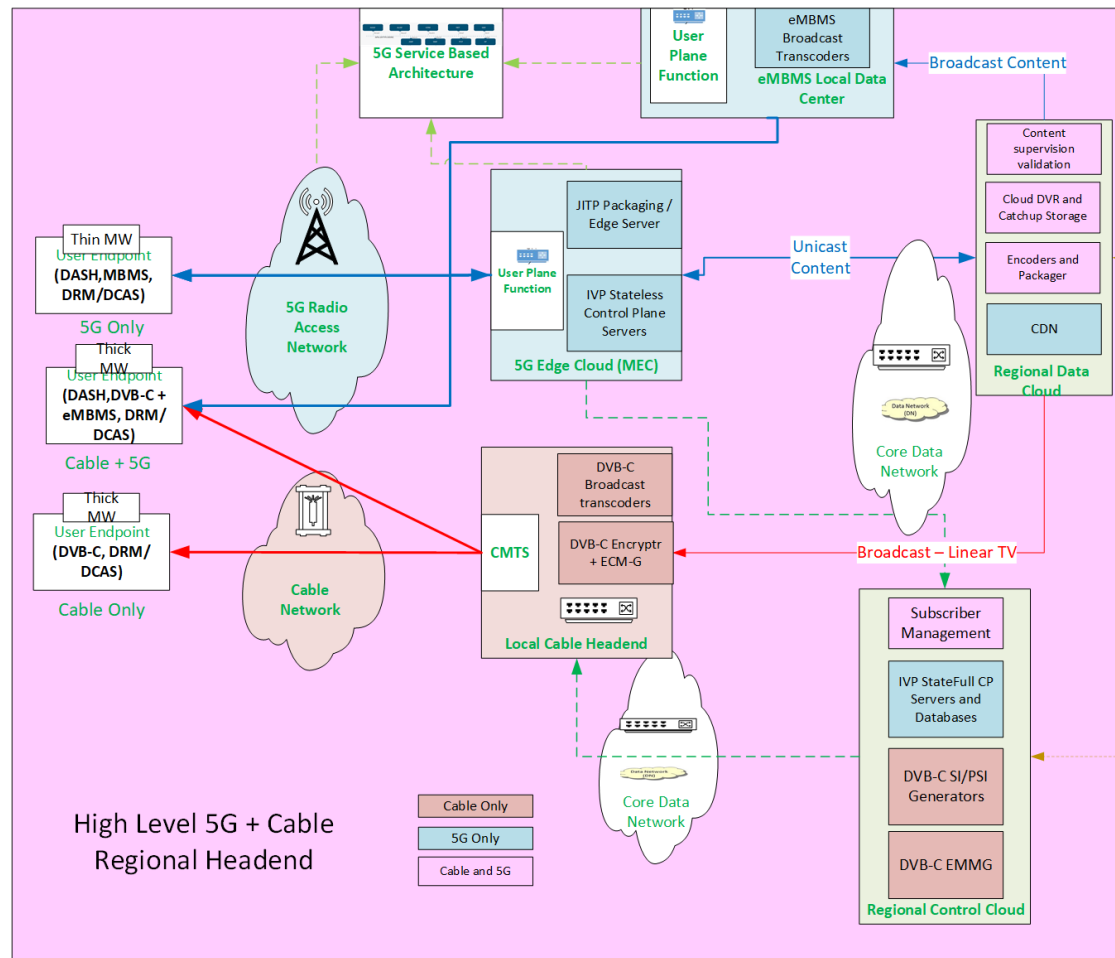 5G Service Based
Architecture
User
Plane
Function
eMBMS
Broadcast
Transcoders
eMBMS Local Data
Center
Broadcast Content
Content
supervision
validation
Cloud DVR and
Catchup Storage
Encoders and
Packager
CDN
Regional Data
Cloud
JITP Packaging /
Edge Server
User Plane
Function
IVP Stateless
Control Plane
Servers
5G Edge Cloud (MEC)
Unicast
Content
Thin MW
User Endpoint
(DASH,MBMS,
DRM/DCAS)
5G Only
5G Radio
Access
Network
Thick
MW
User Endpoint
(DASH,DVB-C +
eMBMS, DRM/
DCAS)
Cable + 5G
Data Network
(DN)
Core Data
Network
Thick
MW
User Endpoint
(DVB-C, DRM/
DCAS)
Cable Only
Cable
Network
DVB-C
Broadcast
transcoders
CMTS
DVB-C Encryptr
+ ECM-G
Local Cable Headend
Broadcast – Linear TV
Subscriber
Management
IVP StateFull CP
Servers and
Databases
DVB-C SI/PSI
Generators
DVB-C EMMG
Regional Control Cloud
Data Network
Core Data
Network
High Level 5G + Cable
Regional Headend
Cable Only
5G Only
Cable and 5G